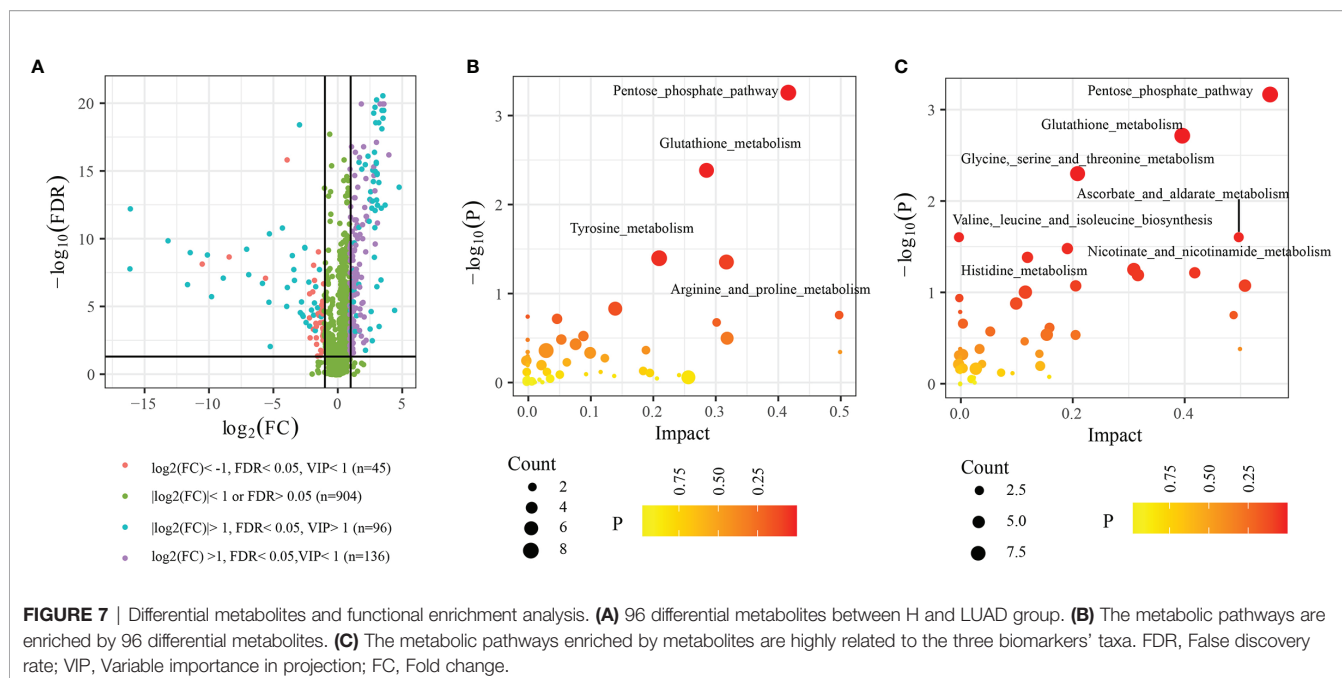 A
20
15
10
5
0
−15
−10
−5
0
5
−log10(FDR)
log2(FC)
log2(FC)< -1, FDR< 0.05, VIP< 1 (n=45)
|log2(FC)|< 1 or FDR> 0.05 (n=904)
|log2(FC)|> 1, FDR< 0.05, VIP> 1 (n=96)
log2(FC) >1, FDR< 0.05,VIP< 1 (n=136)
B
Pentose_phosphate_pathway
Glutathione_metabolism
Tyrosine_metabolism
Arginine_and_proline_metabolism
3
2
1
0
0.0
0.1
0.2
0.3
0.4
0.5
−log10(P)
Impact
Count
2
4
6
8
P
0.75
0.50
0.25
C
Pentose_phosphate_pathway
Glutathione_metabolism
Glycine,_serine_and_threonine_metabolism
Ascorbate_and_aldarate_metabolism
Valine,_leucine_and_isoleucine_biosynthesis
Nicotinate_and_nicotinamide_metabolism
Histidine_metabolism
3
2
1
0
0.0
0.2
0.4
−log10(P)
Impact
Count
2.5
5.0
7.5
P
0.75
0.50
0.25
FIGURE 7 | Differential metabolites and functional enrichment analysis. (A) 96 differential metabolites between H and LUAD group. (B) The metabolic pathways are
enriched by 96 differential metabolites. (C) The metabolic pathways enriched by metabolites are highly related to the three biomarkers' taxa. FDR, False discovery
rate; VIP, Variable importance in projection; FC, Fold change.